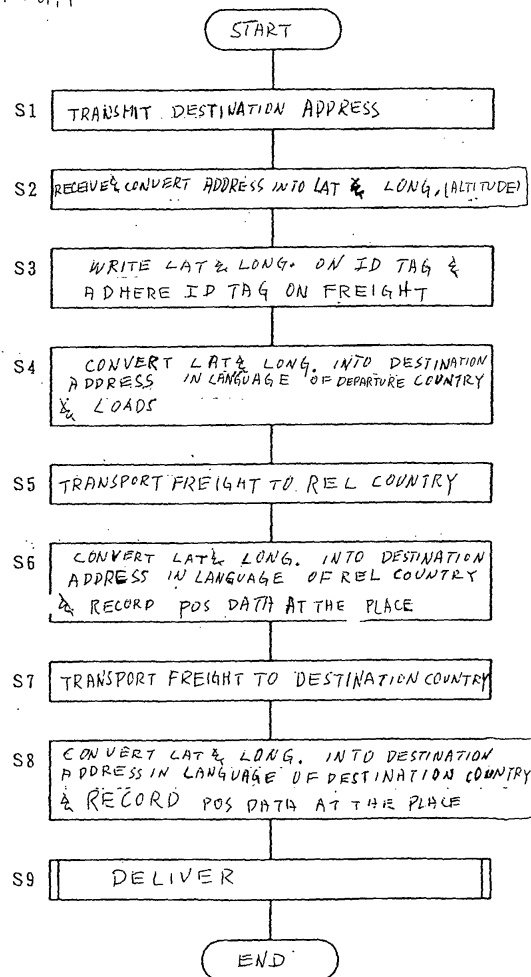 START
S1 TRANSMIT DESTINATION ADDRESS
S2 RECEIVE & CONVERT ADDRESS INTO LAT & LONG, (ALTITUDE)
S3 WRITE LAT & LONG. ON ID TAG &
ADHERE ID TAG ON FREIGHT
S4 CONVERT LAT & LONG. INTO DESTINATION
ADDRESS IN LANGUAGE OF DEPARTURE COUNTRY
& LOADS
S5 TRANSPORT FREIGHT TO REL COUNTRY
S6 CONVERT LAT & LONG. INTO DESTINATION
ADDRESS IN LANGUAGE OF REL COUNTRY
& RECORD POS DATA AT THE PLACE
S7 TRANSPORT FREIGHT TO DESTINATION COUNTRY
S8 CONVERT LAT & LONG. INTO DESTINATION
ADDRESS IN LANGUAGE OF DESTINATION COUNTRY
& RECORD POS DATA AT THE PLACE
S9 DELIVER
END